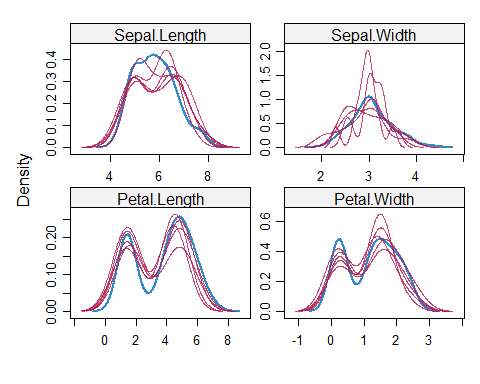 Sepal.Length
Sepal.Width
0.0 0.1 0.2 0.3 0.4
0.0 0.5 1.0 1.5 2.0
4 6 8
2 3 4
Density
Petal.Length
Petal.Width
0.00 0.10 0.20
0.0 0.2 0.4 0.6
0 2 4 6 8
-1 0 1 2 3